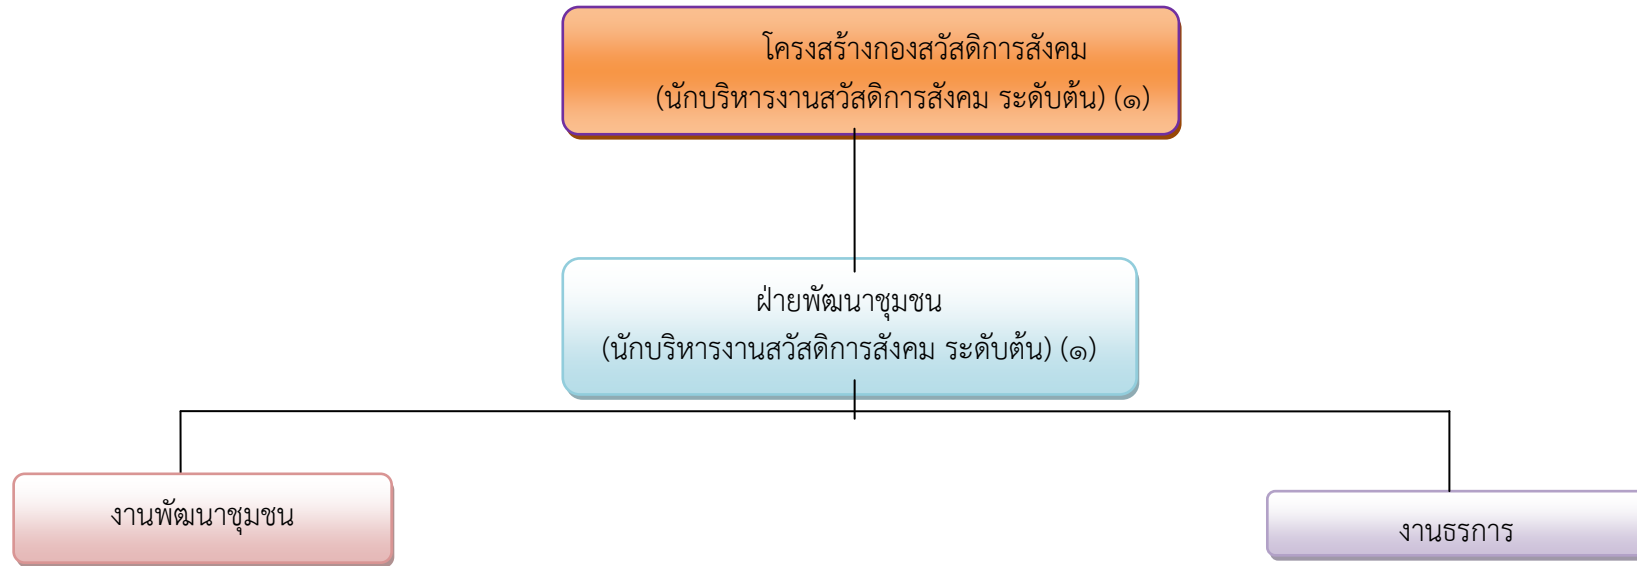 โครงสร้างกองสวัสดิการสังคม
(นักบริหารงานสวัสดิการสังคม ระดับต้น) (๑)
ฝ่ายพัฒนาชุมชน
(นักบริหารงานสวัสดิการสังคม ระดับต้น) (๑)
งานพัฒนาชุมชน
งานธรการ